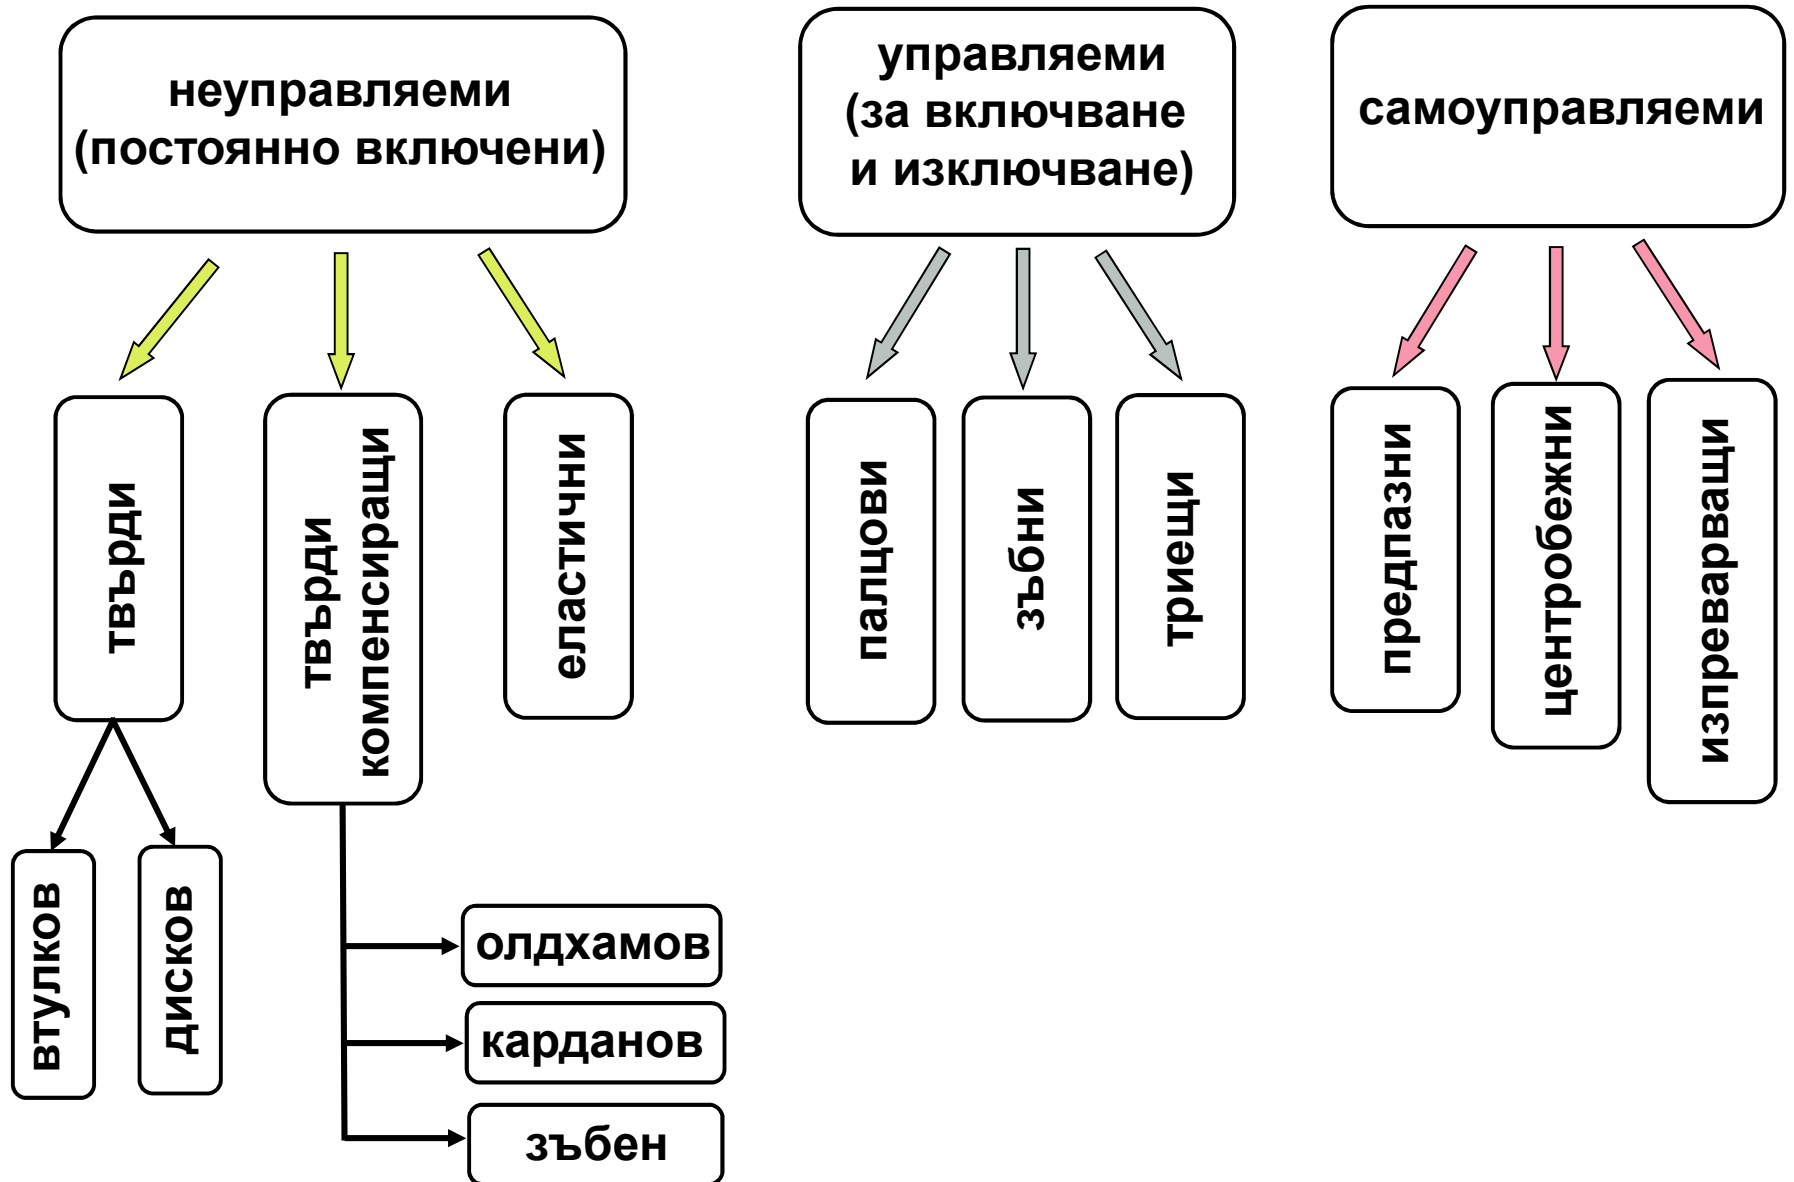 неуправляеми
(постоянно включени)
управляеми
(за включване
и изключване)
самоуправляеми
твърди
твърди
компенсиращи
еластични
палцови
зъбни
триещи
предпазни
центробежни
изпреварващи
втулков
дисков
олдхамов
карданов
зъбен